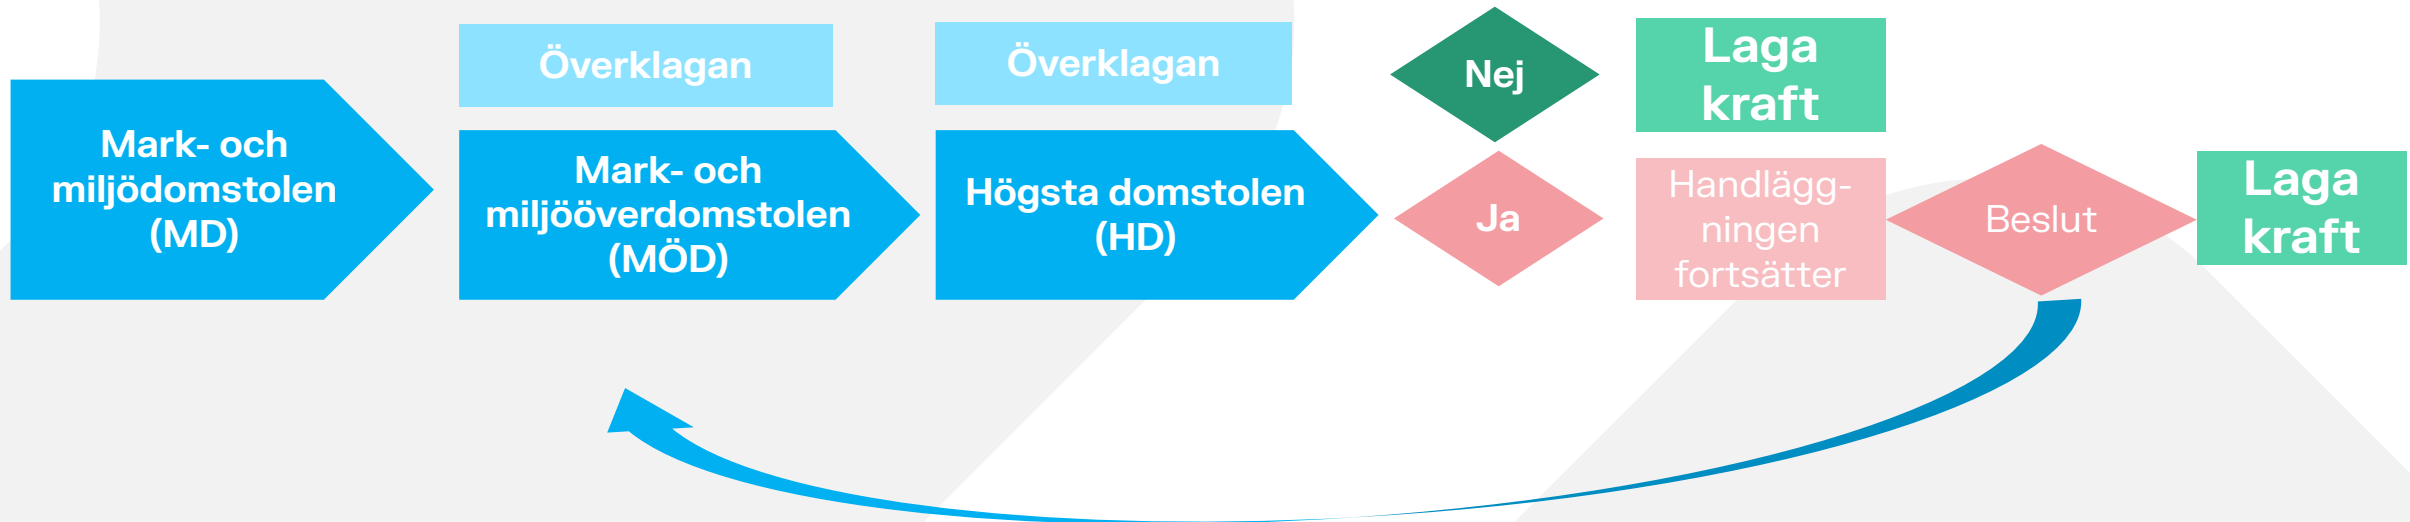 Mark- och
miljödomstolen
(MD)
Överklagan
Mark- och
miljööverdomstolen
(MÖD)
Överklagan
Högsta domstolen
(HD)
Nej
Laga
kraft
Ja
Handlägg-
ningen
fortsätter
Beslut
Laga
kraft